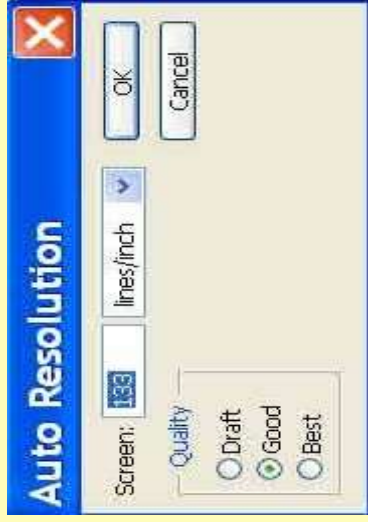 Auto Resolution
Screen: 133 lines/inch
OK
Cancel
Quality
Draft
Good
Best